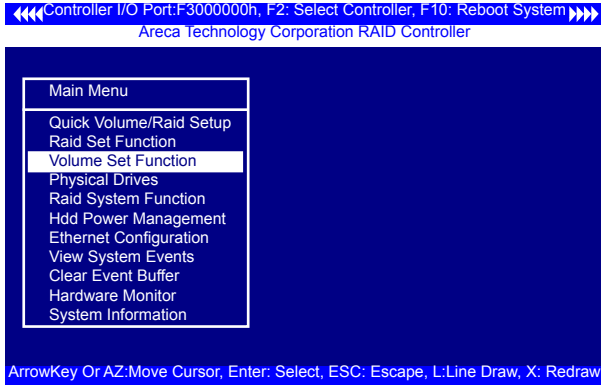 Controller I/O Port:F3000000h, F2: Select Controller, F10: Reboot System
Areca Technology Corporation RAID Controller
Main Menu
Quick Volume/Raid Setup
Raid Set Function
Volume Set Function
Physical Drives
Raid System Function
Hdd Power Management
Ethernet Configuration
View System Events
Clear Event Buffer
Hardware Monitor
System Information
ArrowKey Or AZ:Move Cursor, Enter: Select, ESC: Escape, L:Line Draw, X: Redraw